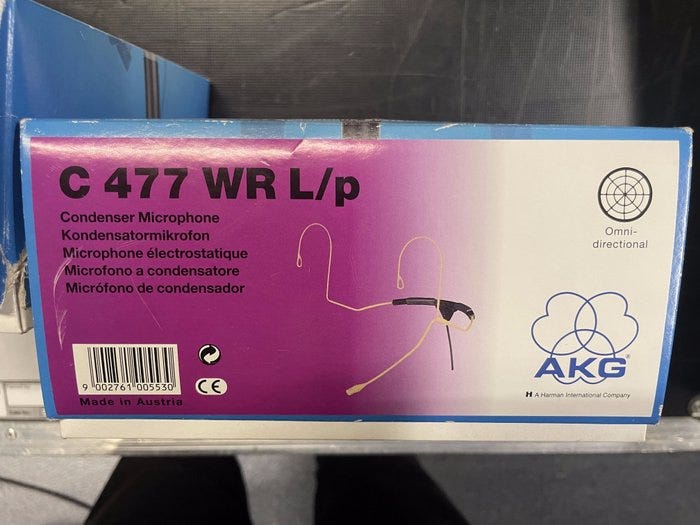 C 477 WR L/p
Condenser Microphone
Kondensatormikrofon
Microphone électrostatique
Microfono a condensatore
Micrófono de condensador
Omni-
directional
9 002761 005530
Made in Austria
CE
AKG®
H A Harman International Company